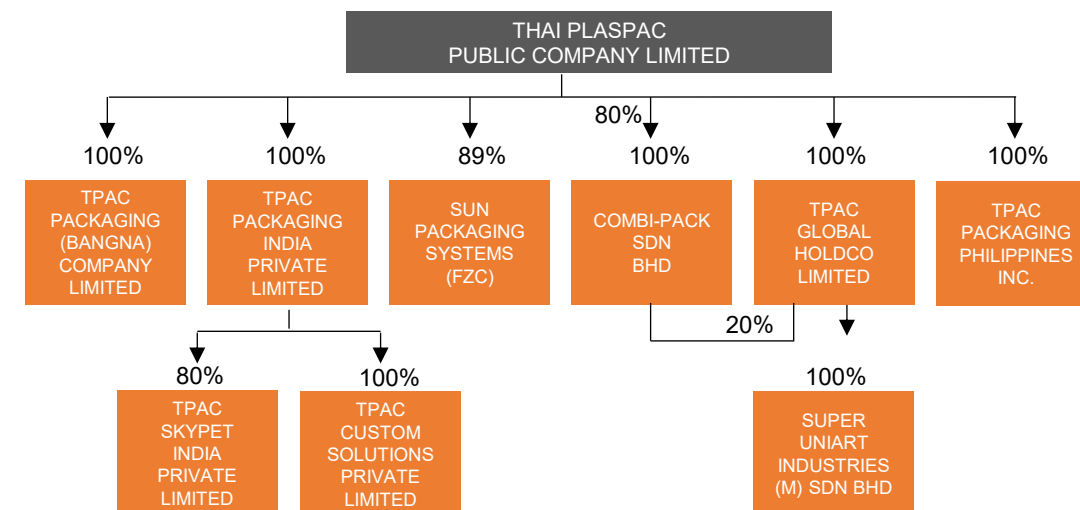 THAI PLASPAC
PUBLIC COMPANY LIMITED
80%
100%
100%
89%
100%
100%
100%
TPAC
PACKAGING
(BANGNA)
COMPANY
LIMITED
TPAC
PACKAGING
INDIA
PRIVATE
LIMITED
SUN
PACKAGING
SYSTEMS
(FZC)
COMBI-PACK
SDN
BHD
TPAC
GLOBAL
HOLDCO
LIMITED
TPAC
PACKAGING
PHILIPPINES
INC.
20%
80%
100%
100%
TPAC
SKYPET
INDIA
PRIVATE
LIMITED
TPAC
CUSTOM
SOLUTIONS
PRIVATE
LIMITED
SUPER
UNIART
INDUSTRIES
(M) SDN BHD